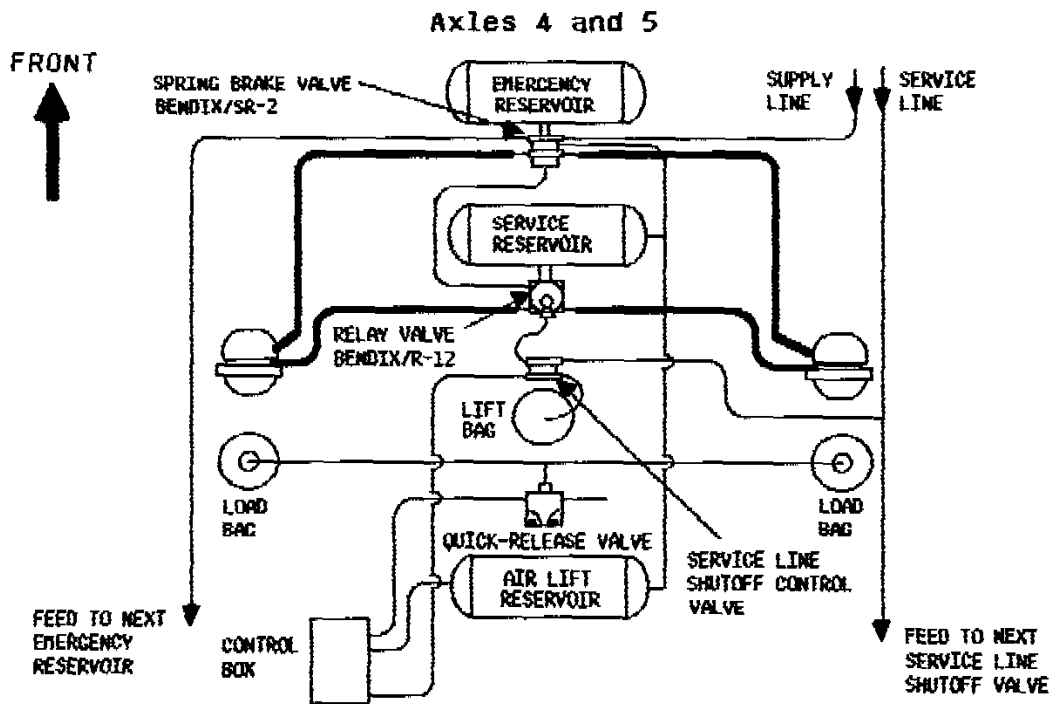 Axles 4 and 5
FRONT
SPRING BRAKE VALVE
BENDIX/SR-2
EMERGENCY
RESERVOIR
SUPPLY
LINE
SERVICE
LINE
SERVICE
RESERVOIR
RELAY VALVE
BENDIX/R-12
LIFT
BAG
LOAD
BAG
LOAD
BAG
QUICK-RELEASE VALVE
SERVICE LINE
SHUTOFF CONTROL
VALVE
AIR LIFT
RESERVOIR
FEED TO NEXT
EMERGENCY
RESERVOIR
CONTROL
BOX
FEED TO NEXT
SERVICE LINE
SHUTOFF VALVE